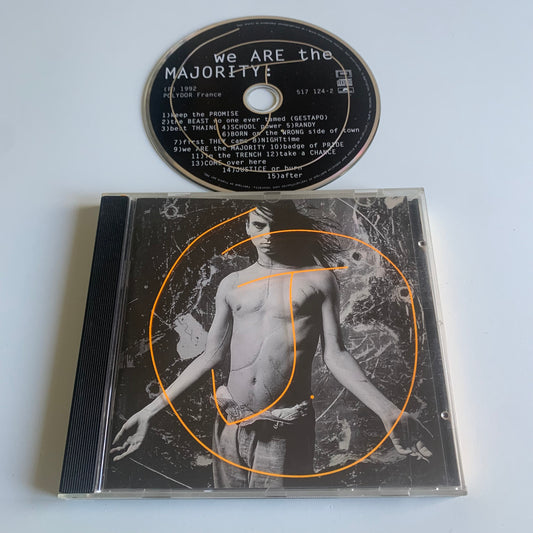 we ARE the
MAJORITY:
(P) 1992
POLYDOR France
517 124-2
1)keep the PROMISE
2)the BEAST no one ever tamed (GESTAPO)
3)belt THAING 4)SCHOOL power 5)RANDY
6)BORN on the WRONG side of town
7)first THEY came 8)NIGHTtime
9)we ARE the MAJORITY 10)badge of PRIDE
11)in the TRENCH 12)take a CHANCE
13)COME over here
14)JUSTICE or burn
15)after
J.